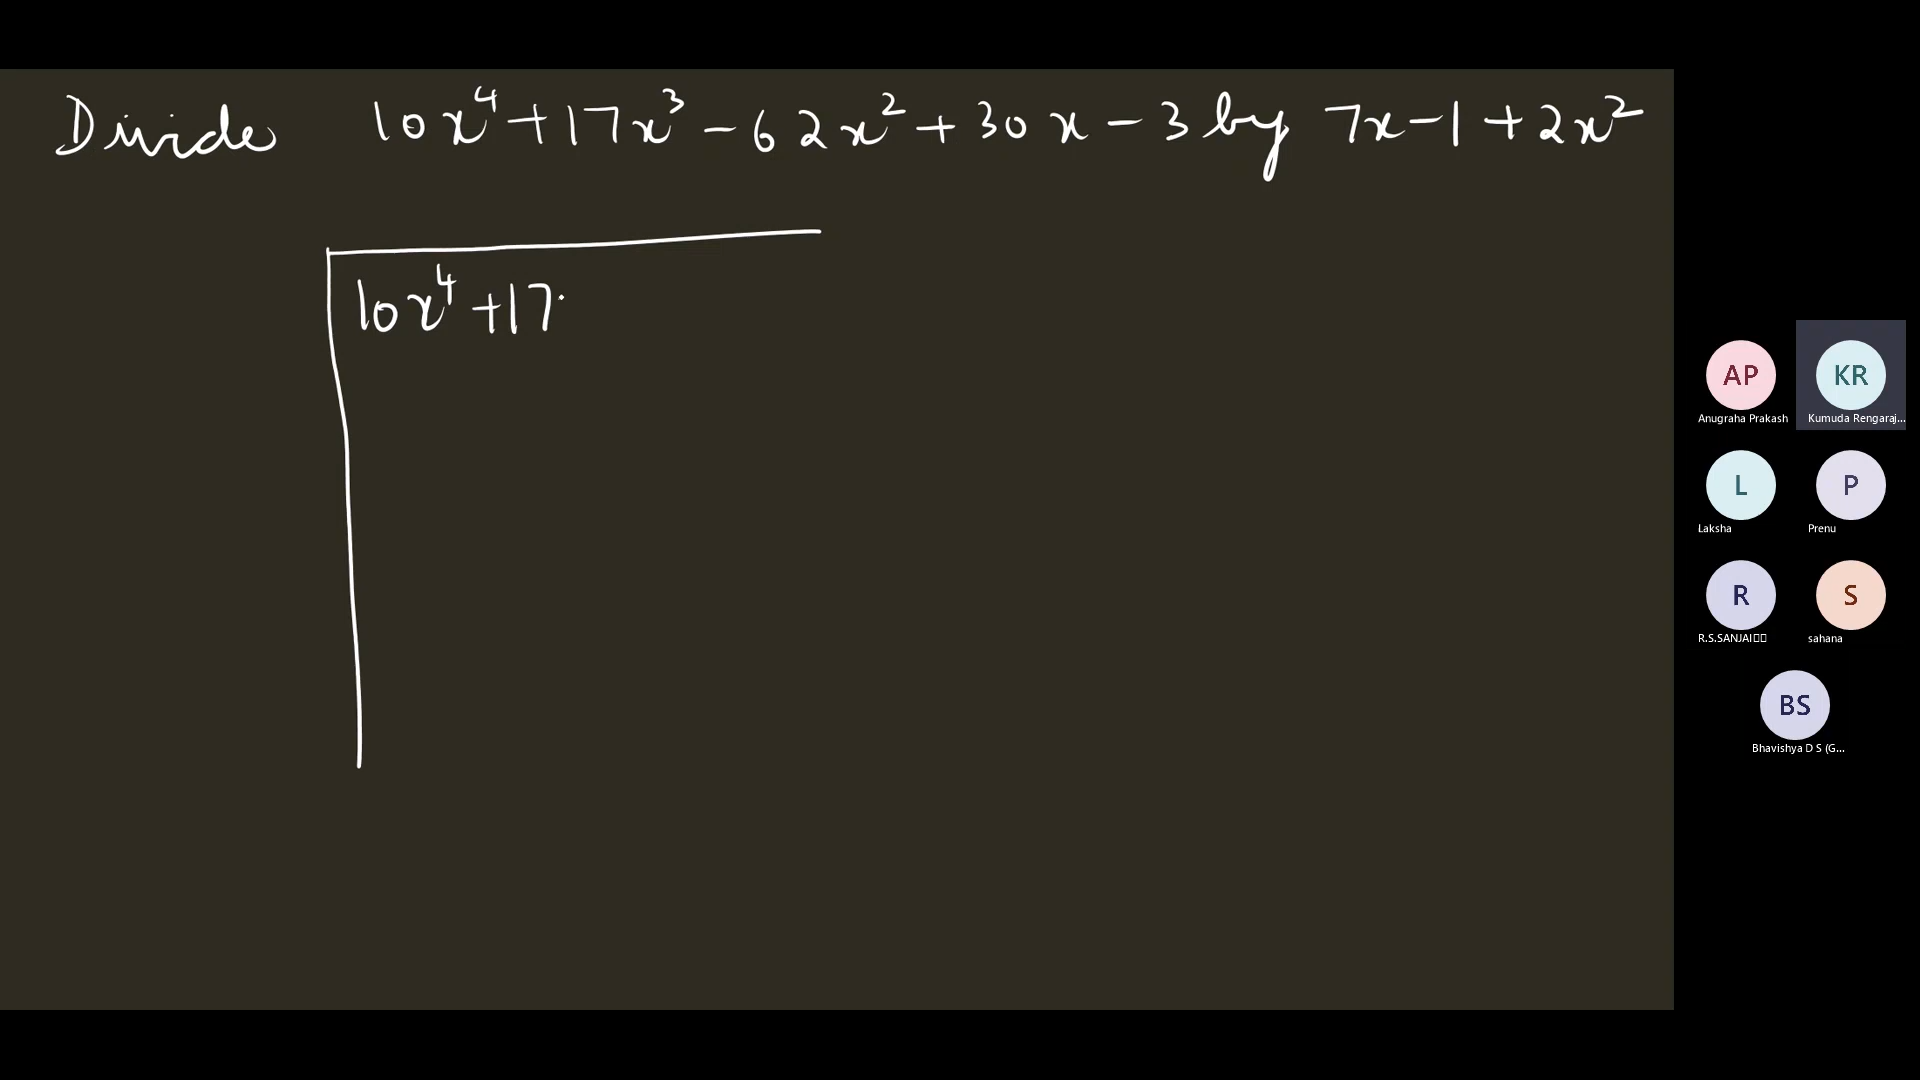 Divide 10x⁴ + 17x³ - 62x² + 30x - 3 by 7x - 1 + 2x²
10x⁴ + 17
AP KR
Anugraha Prakash Kumuda Rengaraj...
L P
Laksha Prenu
R S
R.S.SANJAI sahana
BS
Bhavishya D S (G...